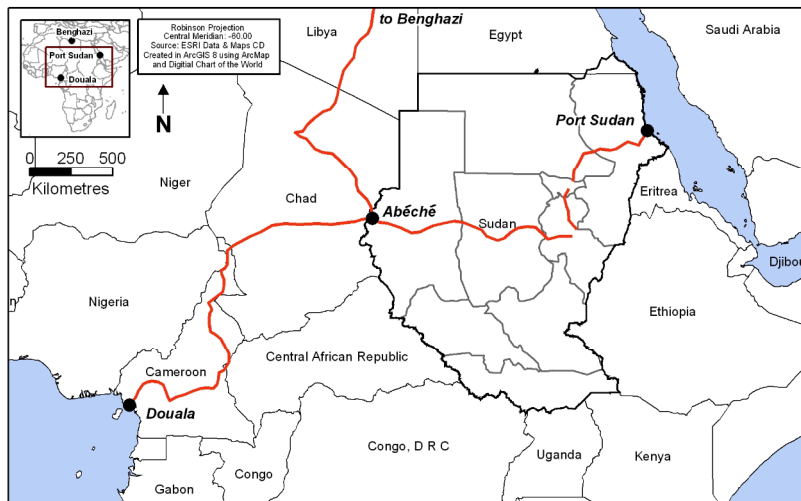 to Benghazi
Robinson Projection
Central Meridian: -60.00
Source: ESRI Data & Maps CD
Created in ArcGIS 8 using ArcMap
and Digitial Chart of the World
Benghazi
Port Sudan
Douala
Libya
Egypt
Saudi Arabia
N
0 250 500
Kilometres
Port Sudan
Niger
Chad
Eritrea
Abéché
Sudan
Djibou
Nigeria
n
Ethiopia
Central African Republic
Cameroon
Douala
Congo, D R C
Uganda
Kenya
Congo
Gabon